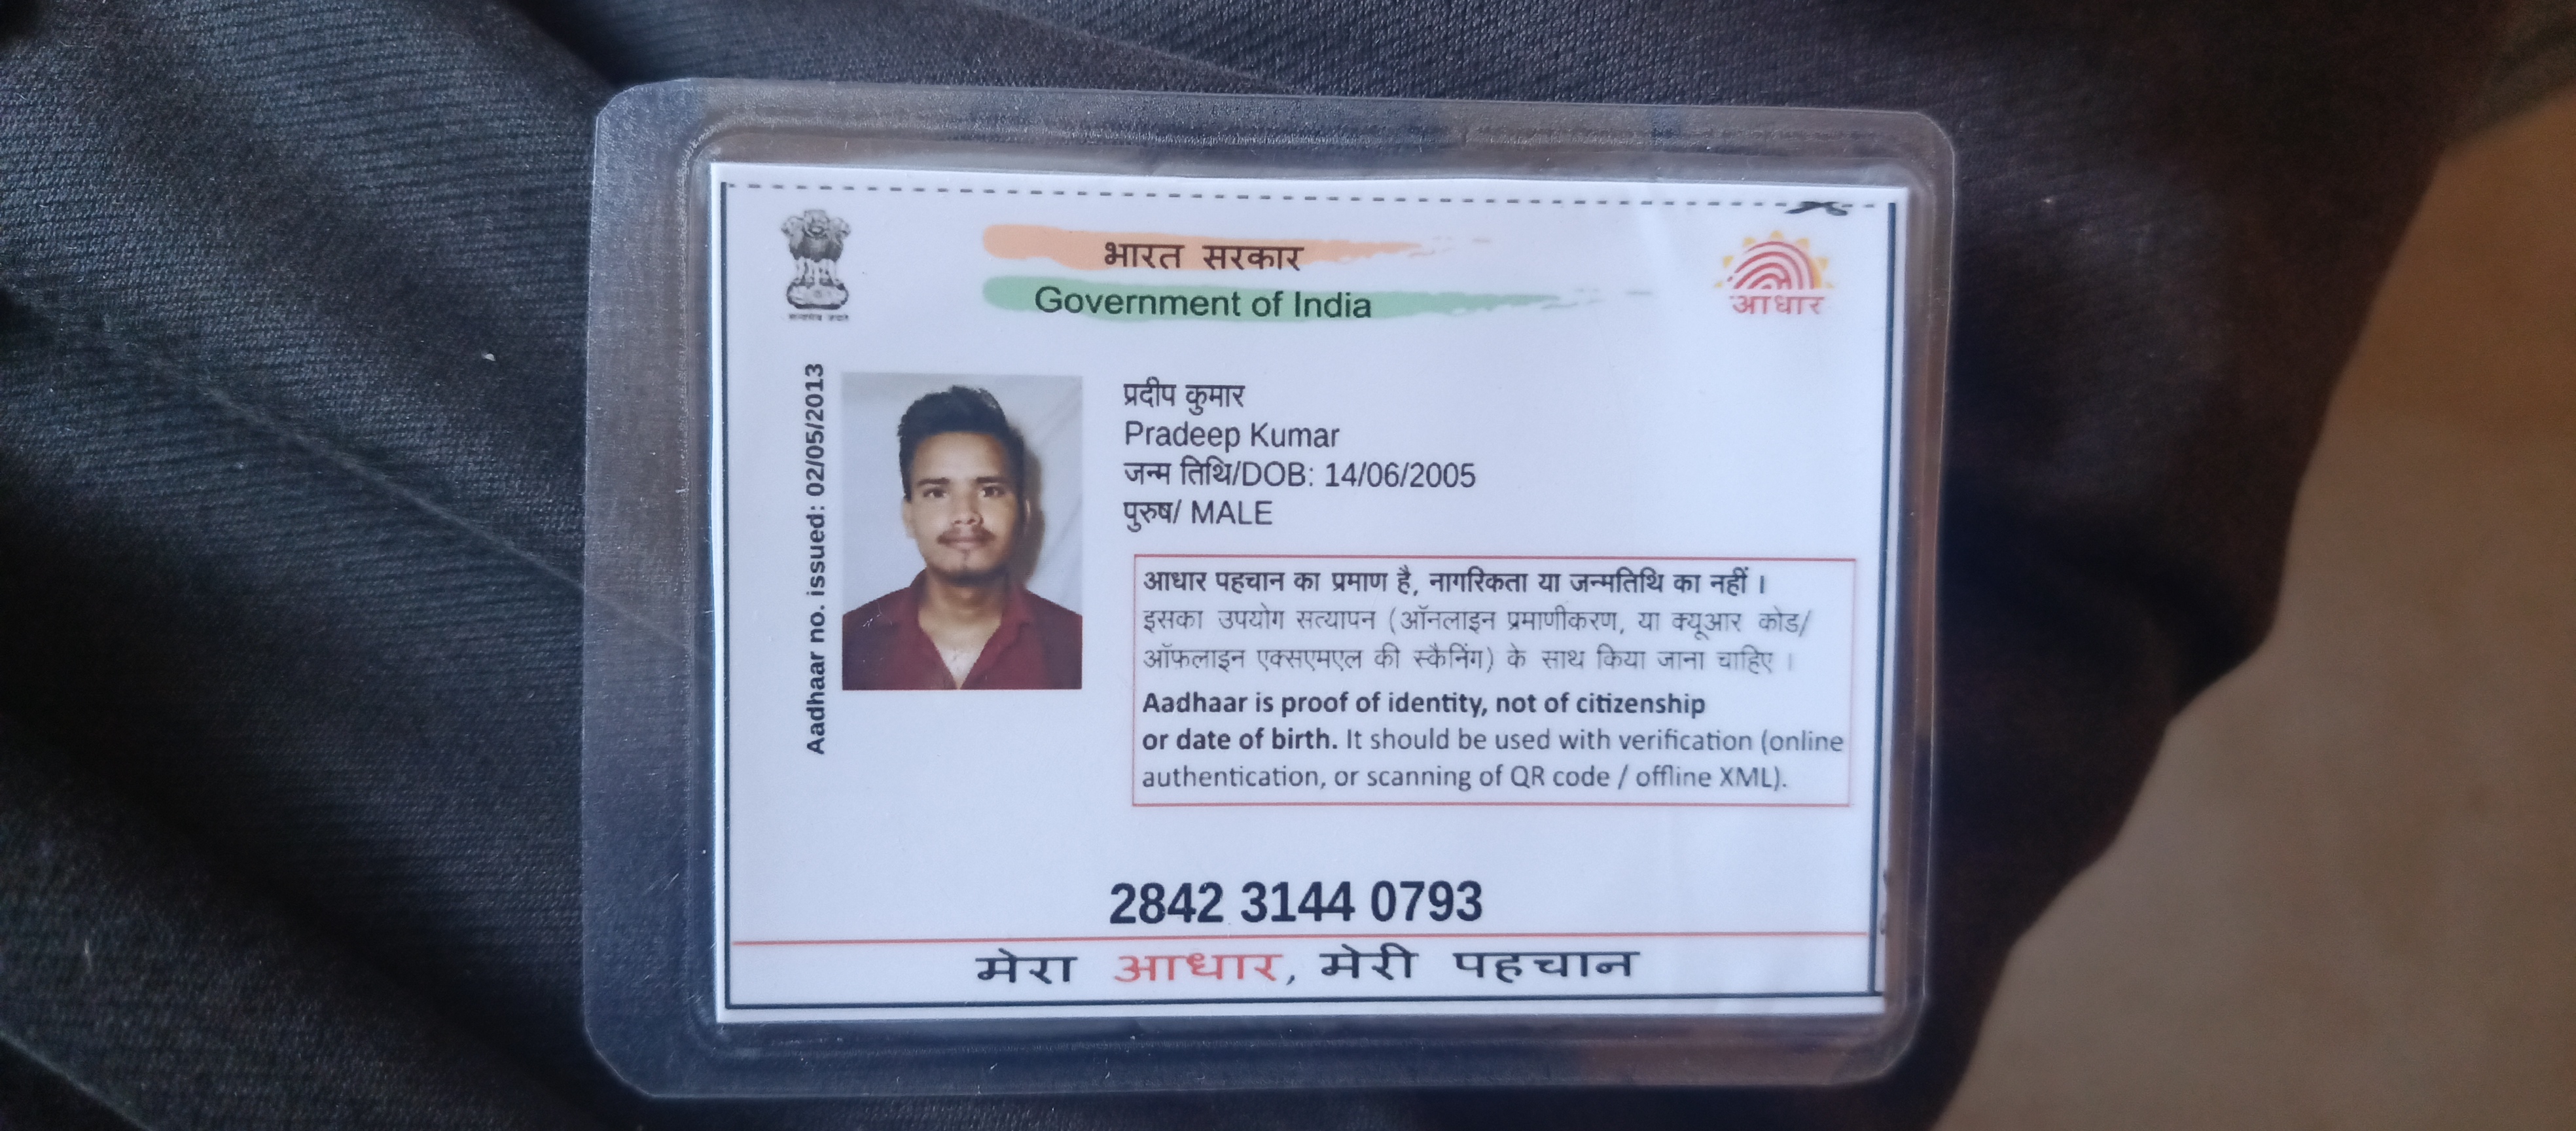 भारत सरकार
Government of India
आधार
Aadhaar no. issued: 02/05/2013
प्रदीप कुमार
Pradeep Kumar
जन्म तिथि/DOB: 14/06/2005
पुरुष/ MALE
आधार पहचान का प्रमाण है, नागरिकता या जन्मतिथि का नहीं ।
इसका उपयोग सत्यापन (ऑनलाइन प्रमाणीकरण, या क्यूआर कोड/
ऑफलाइन एक्सएमएल की स्कैनिंग) के साथ किया जाना चाहिए ।
Aadhaar is proof of identity, not of citizenship
or date of birth. It should be used with verification (online
authentication, or scanning of QR code / offline XML).
2842 3144 0793
मेरा आधार, मेरी पहचान